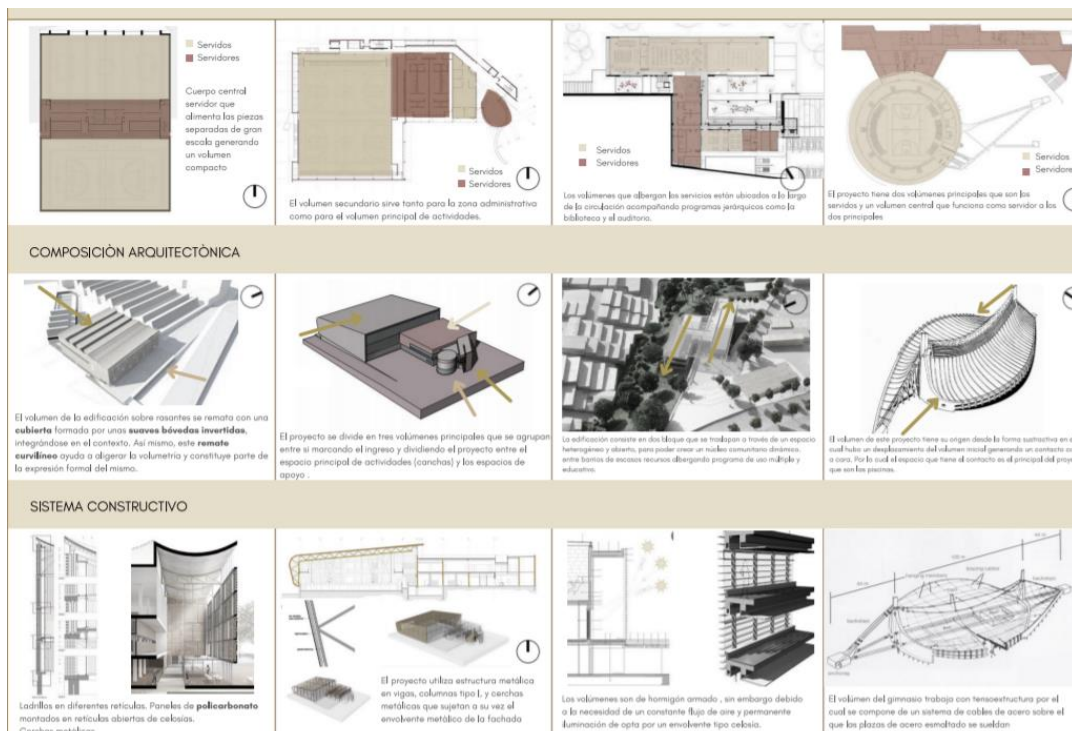 Servidos
Servidores
Cuerpo central
servidor que
alimenta las piezas
separadas de gran
escala generando
un volumen
compacto
Servidos
Servidores
El volumen secundario sirve tanto para la zona administrativa
como para el volumen principal de actividades.
Servidos
Servidores
Los volúmenes que albergan los servicios están ubicados a lo largo
de la circulación acompañando programas jerárquicos como la
biblioteca y el auditorio.
Servidos
Servidore
El proyecto tiene dos volúmenes principales que son los
servidos y un volumen central que funciona como servidor a los
dos principales
COMPOSICIÒN ARQUITECTÒNICA
El volumen de la edificación sobre rasantes se remata con una
cubierta formada por unas suaves bóvedas invertidas,
integrándose en el contexto. Así mismo, este remate
curvilíneo ayuda a aligerar la volumetría y constituye parte de
la expresión formal del mismo.
El proyecto se divide en tres volúmenes principales que se agrupan
entre si marcando el ingreso y dividiendo el proyecto entre el
espacio principal de actividades (canchas) y los espacios de
apoyo .
La edificación consiste en dos bloque que se traslapan a través de un espacio
heterogéneo y abierto, para poder crear un núcleo comunitario dinámico,
entre barrios de escasos recursos albergando programa de uso múltiple y
educativo.
El volumen de este proyecto tiene su origen desde la forma sustractiva en
cual hubo un desplazamiento del volumen inicial generando un contacto
a cara. Por lo cual el espacio que tiene el contacto es el principal del
que son las piscinas.
SISTEMA CONSTRUCTIVO
Ladrillos en diferentes retículas. Paneles de policarbonato
montados en retículas abiertas de celosías.
Cerchas metálicas
El proyecto utiliza estructura metálica
en vigas, columnas tipo I, y cerchas
metálicas que sujetan a su vez el
envolvente metálico de la fachada
Los volúmenes son de hormigón armado , sin embargo debido
a la necesidad de un constante flujo de aire y permanente
iluminación de opta por un envolvente tipo celosía.
hanging members
bracing cables
backstays
backstays
El volúmen del gimnasio trabaja con tensoestructura por el
cual se compone de un sistema de cables de acero sobre el
que las plazas de acero esmaltado se sueldan